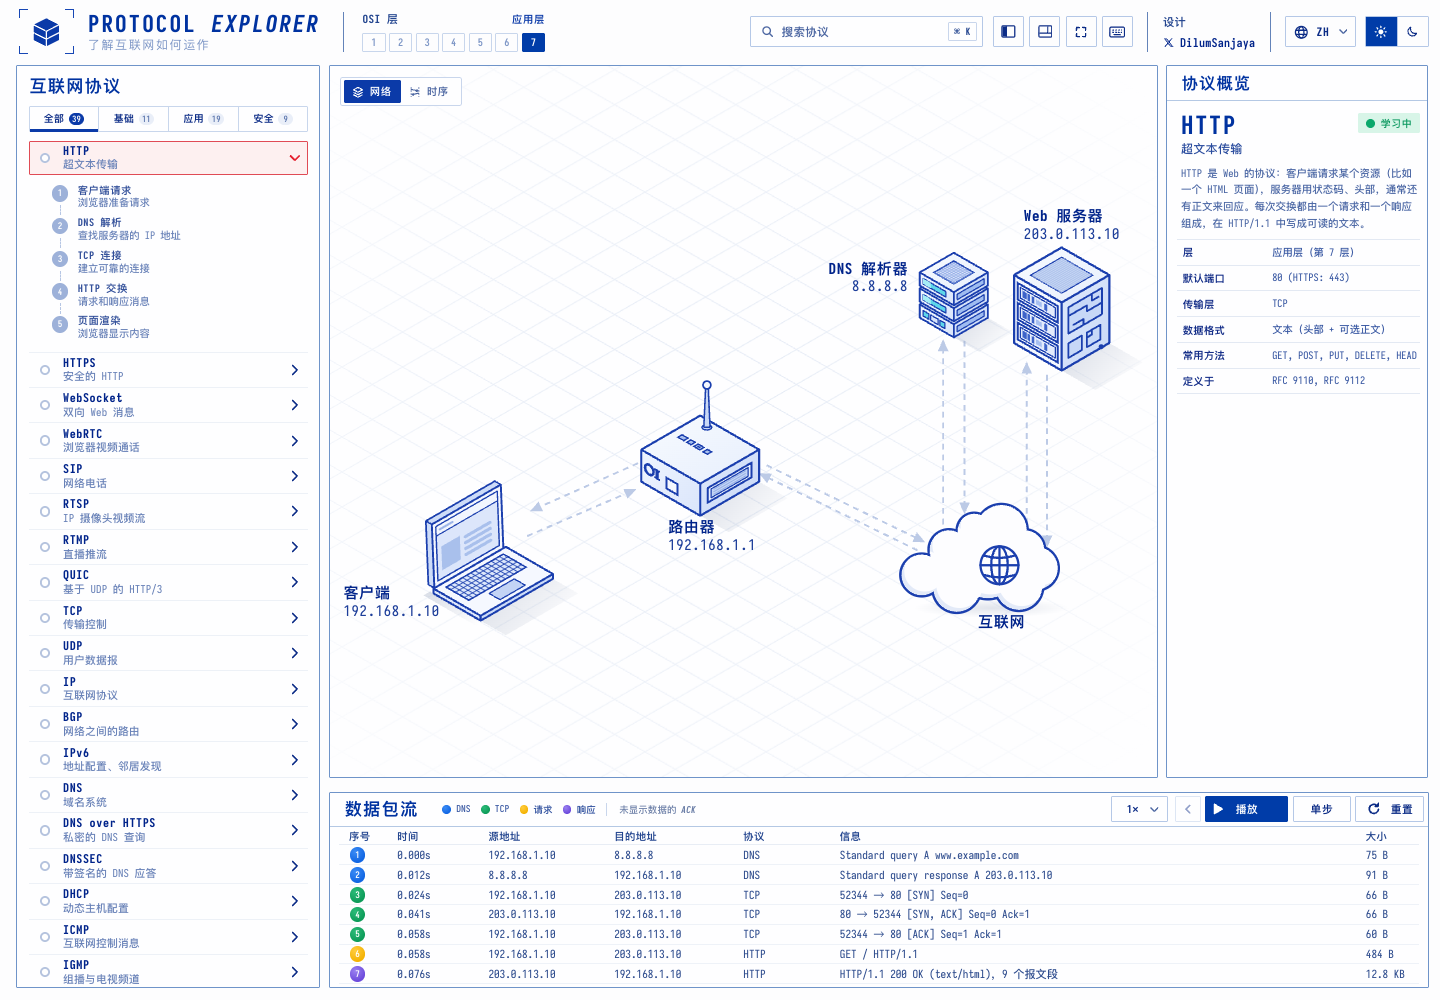 PROTOCOL EXPLORER
了解互联网如何运作
OSI 层
应用层
1 2 3 4 5 6 7
搜索协议
⌘ K
设计
𝕏 DilumSanjaya
ZH
互联网协议
全部 39
基础 11
应用 19
安全 9
HTTP
超文本传输
1 客户端请求
浏览器准备请求
2 DNS 解析
查找服务器的 IP 地址
3 TCP 连接
建立可靠的连接
4 HTTP 交换
请求和响应消息
5 页面渲染
浏览器显示内容
HTTPS
安全的 HTTP
WebSocket
双向 Web 消息
WebRTC
浏览器视频通话
SIP
网络电话
RTSP
IP 摄像头视频流
RTMP
直播推流
QUIC
基于 UDP 的 HTTP/3
TCP
传输控制
UDP
用户数据报
IP
互联网协议
BGP
网络之间的路由
IPv6
地址配置、邻居发现
DNS
域名系统
DNS over HTTPS
私密的 DNS 查询
DNSSEC
带签名的 DNS 应答
DHCP
动态主机配置
ICMP
互联网控制消息
IGMP
组播与电视频道
网络
时序
Web 服务器
203.0.113.10
DNS 解析器
8.8.8.8
路由器
192.168.1.1
客户端
192.168.1.10
互联网
协议概览
HTTP
学习中
超文本传输
HTTP 是 Web 的协议：客户端请求某个资源（比如
一个 HTML 页面），服务器用状态码、头部，通常还
有正文来回应。每次交换都由一个请求和一个响应
组成，在 HTTP/1.1 中写成可读的文本。
层 应用层（第 7 层）
默认端口 80 (HTTPS: 443)
传输层 TCP
数据格式 文本（头部 + 可选正文）
常用方法 GET, POST, PUT, DELETE, HEAD
定义于 RFC 9110, RFC 9112
数据包流
DNS
TCP
请求
响应
未显示数据的 ACK
1×
播放
单步
重置
序号 时间 源地址 目的地址 协议 信息 大小
1 0.000s 192.168.1.10 8.8.8.8 DNS Standard query A www.example.com 75 B
2 0.012s 8.8.8.8 192.168.1.10 DNS Standard query response A 203.0.113.10 91 B
3 0.024s 192.168.1.10 203.0.113.10 TCP 52344 → 80 [SYN] Seq=0 66 B
4 0.041s 203.0.113.10 192.168.1.10 TCP 80 → 52344 [SYN, ACK] Seq=0 Ack=1 66 B
5 0.058s 192.168.1.10 203.0.113.10 TCP 52344 → 80 [ACK] Seq=1 Ack=1 60 B
6 0.058s 192.168.1.10 203.0.113.10 HTTP GET / HTTP/1.1 484 B
7 0.076s 203.0.113.10 192.168.1.10 HTTP HTTP/1.1 200 OK (text/html)，9 个报文段 12.8 KB